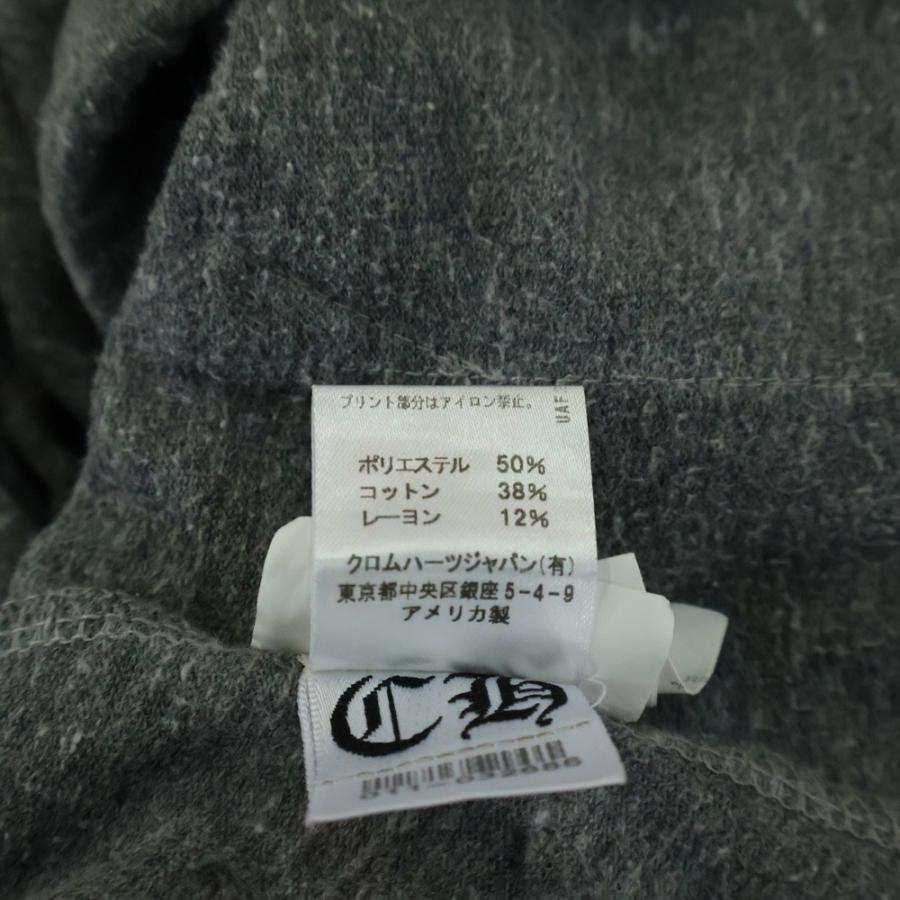 プリント部分はアイロン禁止。
UAF
ポリエステル 50%
コットン 38%
レーヨン 12%
クロムハーツジャパン(有)
東京都中央区銀座5-4-9
アメリカ製
CH